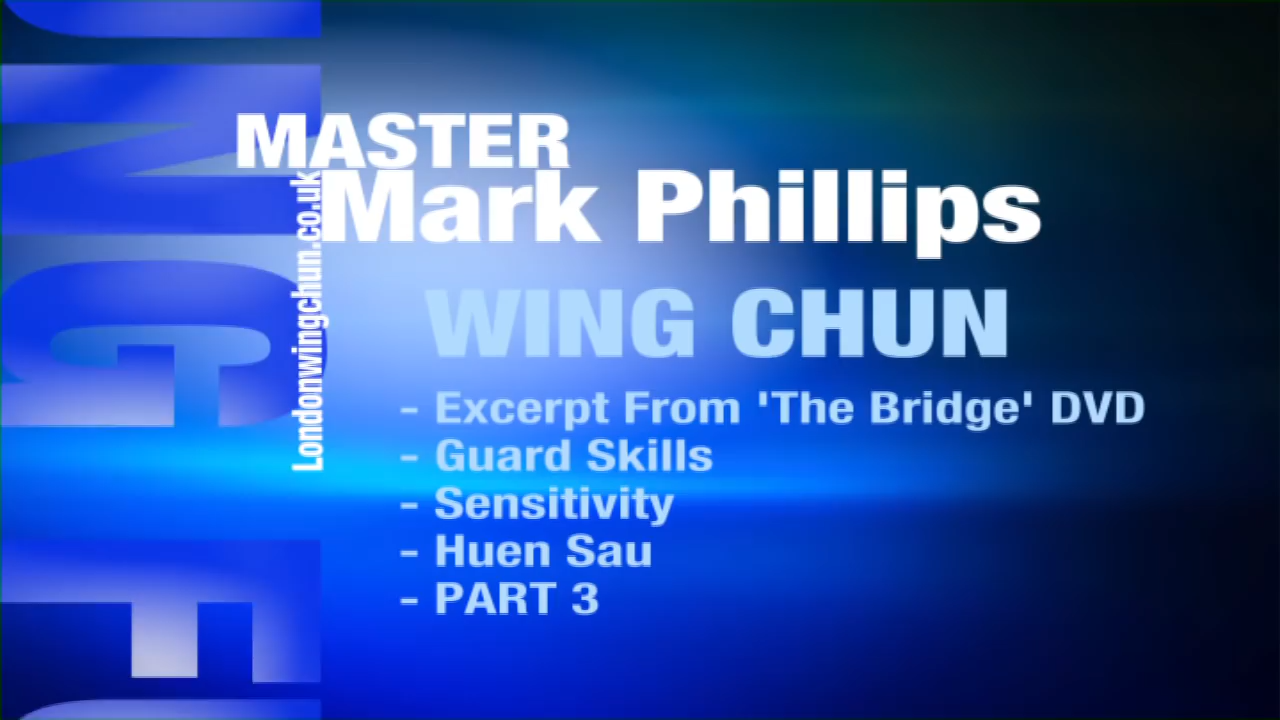 MASTER
Mark Phillips
Londonwingchun.co.uk
WING CHUN
- Excerpt From 'The Bridge' DVD
- Guard Skills
- Sensitivity
- Huen Sau
- PART 3